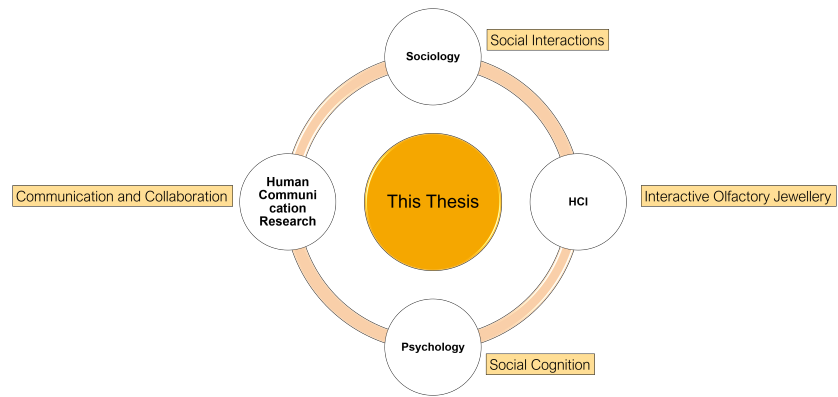 Social Interactions
Sociology
Human
Communi
cation
Research
Communication and Collaboration
This Thesis
HCI
Interactive Olfactory Jewellery
Psychology
Social Cognition